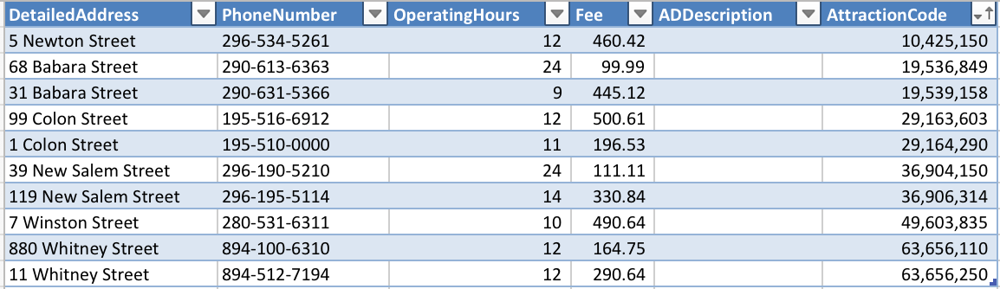 DetailedAddress PhoneNumber OperatingHours Fee ADDescription AttractionCode
5 Newton Street 296-534-5261 12 460.42 10,425,150
68 Babara Street 290-613-6363 24 99.99 19,536,849
31 Babara Street 290-631-5366 9 445.12 19,539,158
99 Colon Street 195-516-6912 12 500.61 29,163,603
1 Colon Street 195-510-0000 11 196.53 29,164,290
39 New Salem Street 296-190-5210 24 111.11 36,904,150
119 New Salem Street 296-195-5114 14 330.84 36,906,314
7 Winston Street 280-531-6311 10 490.64 49,603,835
880 Whitney Street 894-100-6310 12 164.75 63,656,110
11 Whitney Street 894-512-7194 12 290.64 63,656,250